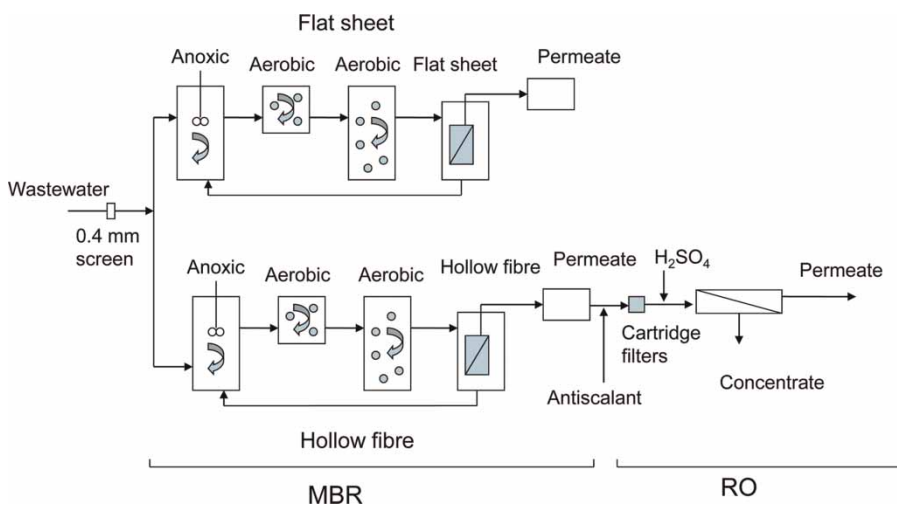 Flat sheet
Anoxic
Aerobic
Aerobic
Flat sheet
Permeate
Wastewater
0.4 mm
screen
Anoxic
Aerobic
Aerobic
Hollow fibre
Permeate
H₂SO₄
Permeate
Cartridge
filters
Antiscalant
Concentrate
Hollow fibre
MBR
RO